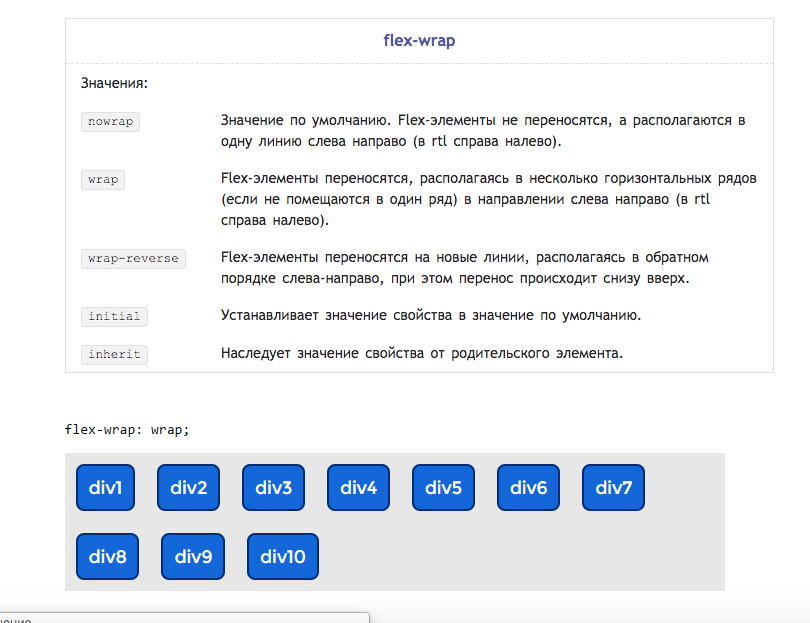 flex-wrap
Значения:
nowrap
Значение по умолчанию. Flex-элементы не переносятся, а располагаются в
одну линию слева направо (в rtl справа налево).
wrap
Flex-элементы переносятся, располагаясь в несколько горизонтальных рядов
(если не помещаются в один ряд) в направлении слева направо (в rtl
справа налево).
wrap-reverse
Flex-элементы переносятся на новые линии, располагаясь в обратном
порядке слева-направо, при этом перенос происходит снизу вверх.
initial
Устанавливает значение свойства в значение по умолчанию.
inherit
Наследует значение свойства от родительского элемента.
flex-wrap: wrap;
div1 div2 div3 div4 div5 div6 div7
div8 div9 div10